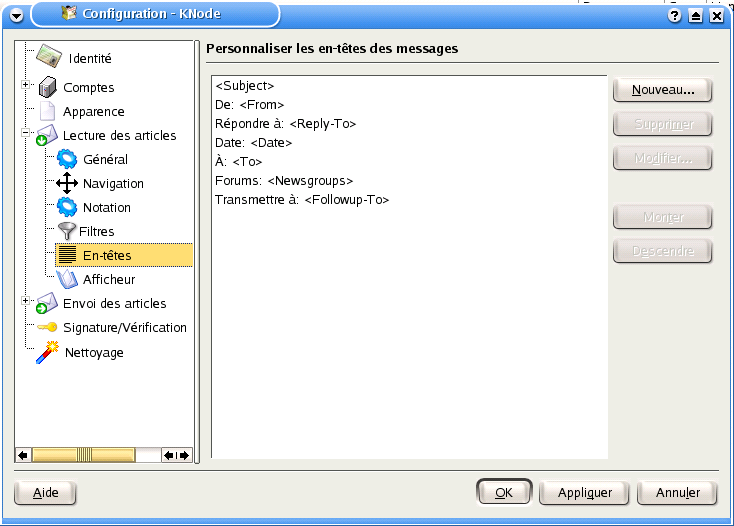 Configuration - KNode
Identité
Comptes
Apparence
Lecture des articles
Général
Navigation
Notation
Filtres
En-têtes
Afficheur
Envoi des articles
Signature/Vérification
Nettoyage
Personnaliser les en-têtes des messages
<Subject>
De: <From>
Répondre à: <Reply-To>
Date: <Date>
À: <To>
Forums: <Newsgroups>
Transmettre à: <Followup-To>
Nouveau...
Supprimer
Modifier...
Monter
Descendre
Aide
OK
Appliquer
Annuler